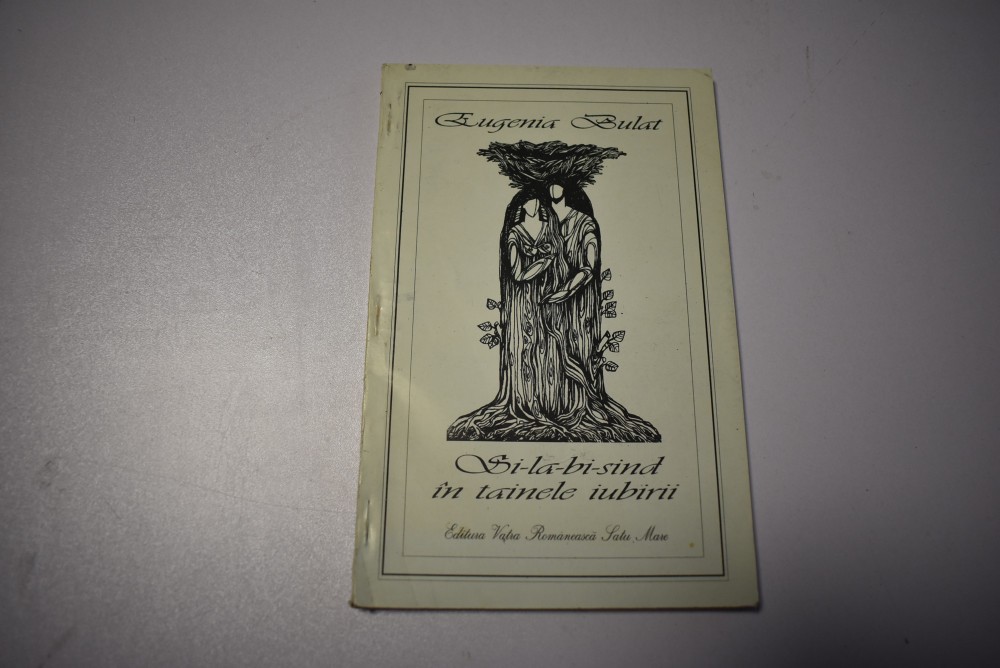 Eugenia Bulat
Si-la-bi-sind
în tainele iubirii
Editura Vatra Românească Satu Mare